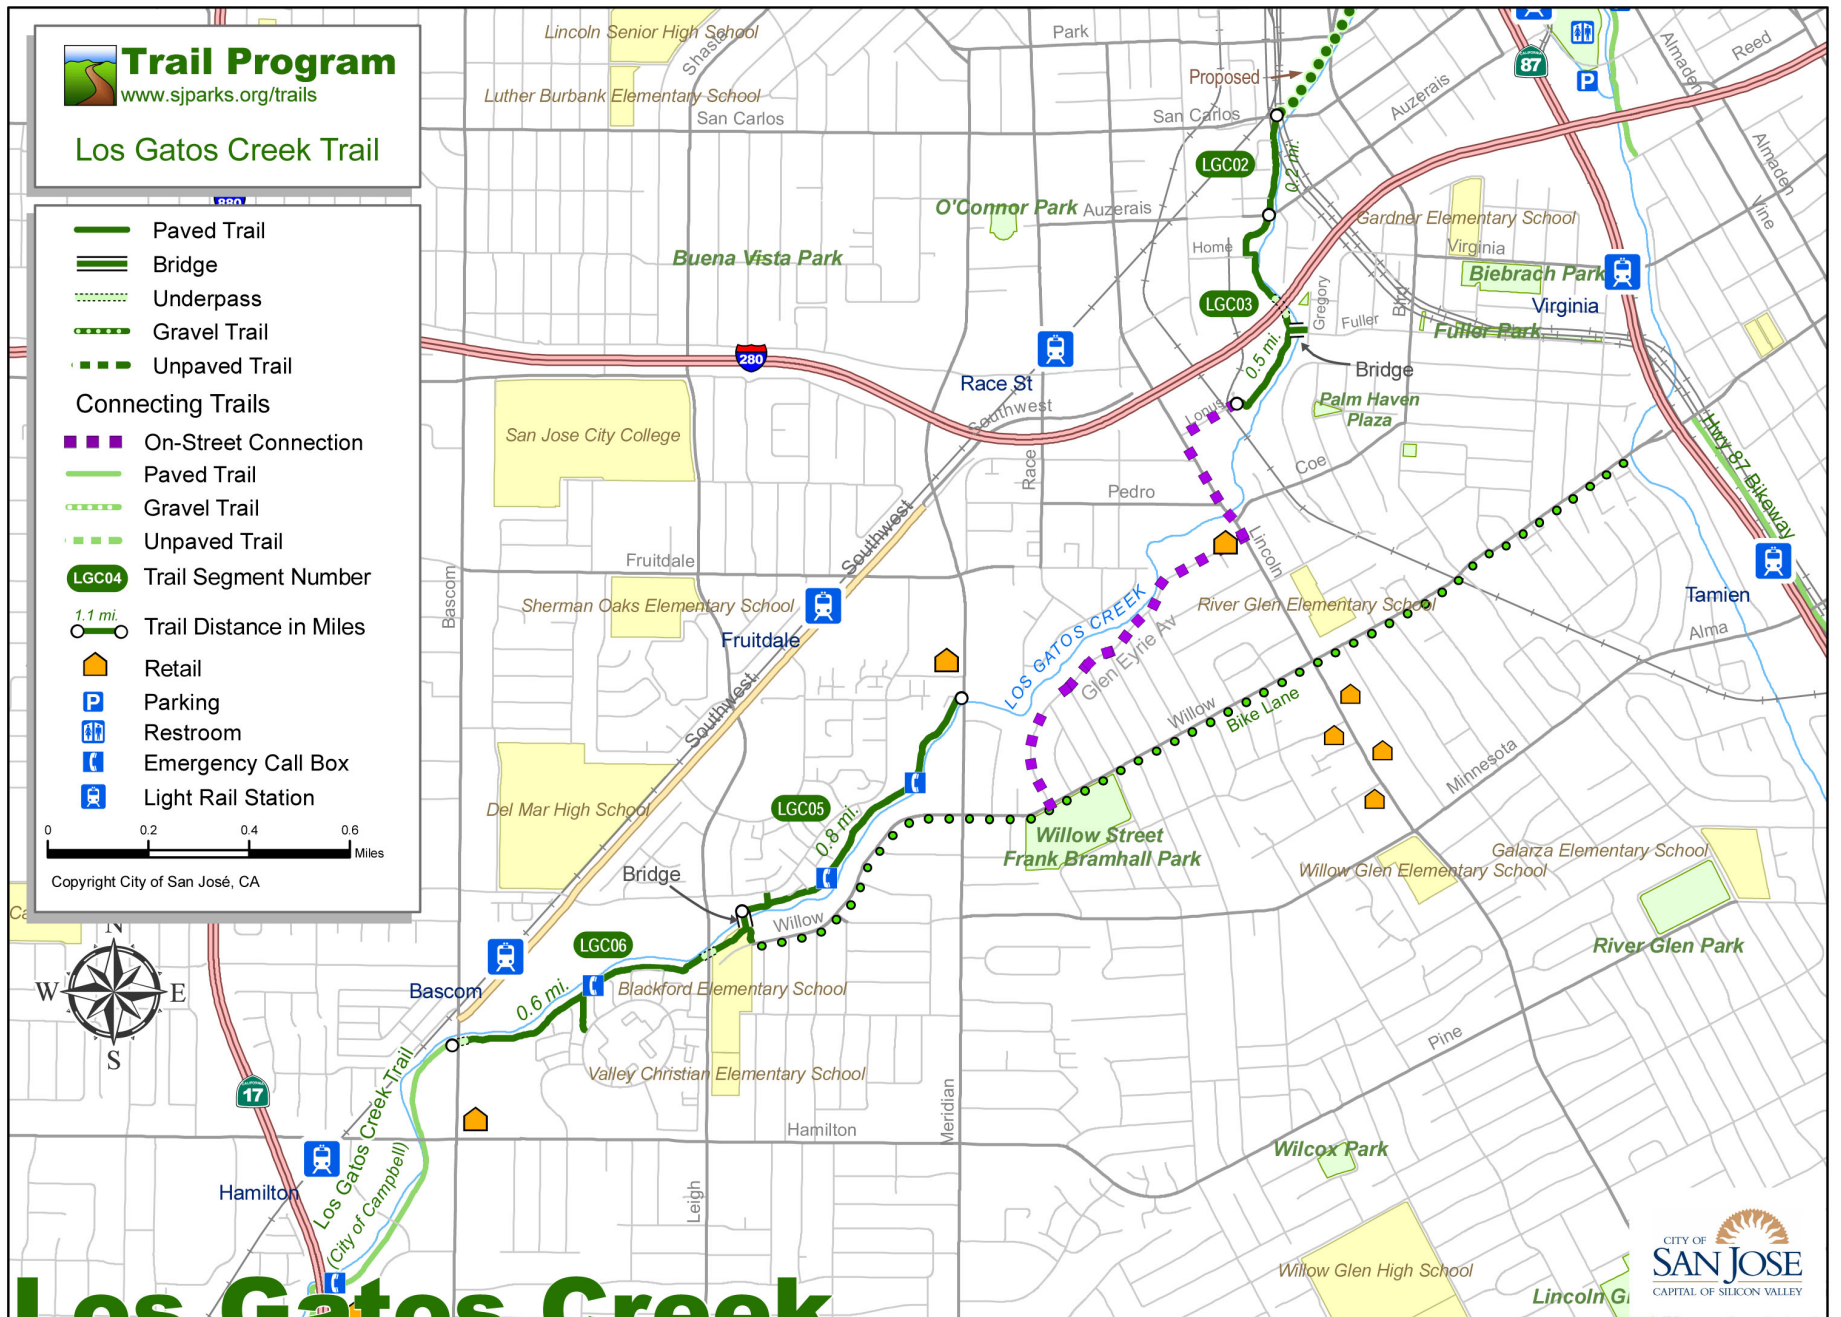 Trail Program
www.sjparks.org/trails
Los Gatos Creek Trail
880
Paved Trail
Bridge
Underpass
Gravel Trail
Unpaved Trail
Connecting Trails
On-Street Connection
Paved Trail
Gravel Trail
Unpaved Trail
LGC04 Trail Segment Number
1.1 mi.
Trail Distance in Miles
Retail
P Parking
Restroom
Emergency Call Box
Light Rail Station
0 0.2 0.4 0.6
Miles
Copyright City of San José, CA
Lincoln Senior High School
Shasta
Luther Burbank Elementary School
San Carlos
Park
Proposed
San Carlos
Auzerais
87
P
Almaden
Reed
Almaden
Vine
LGC02
0.2 mi.
O'Connor Park
Auzerais
Buena Vista Park
Home
Gardner Elementary School
Virginia
Biebrach Park
Virginia
LGC03
Gregory
Bird
Fuller
Fuller Park
0.5 mi.
Bridge
280
Race St
Southwest
Lonus
Palm Haven
Plaza
San Jose City College
Race
Pedro
Coe
Hwy 87 Bikeway
Southwest
Fruitdale
Bascom
Lincoln
Sherman Oaks Elementary School
Fruitdale
LOS GATOS CREEK
Glen Eyrie Av
River Glen Elementary School
Tamien
Alma
Southwest
Willow
Bike Lane
Minnesota
Del Mar High School
LGC05
0.8 mi.
Willow Street
Frank Bramhall Park
Galarza Elementary School
Willow Glen Elementary School
Bridge
Willow
LGC06
River Glen Park
Ca
N
W E
S
Bascom
0.6 mi.
Blackford Elementary School
Pine
Valley Christian Elementary School
17
Los Gatos Creek Trail
(City of Campbell)
Meridian
Hamilton
Wilcox Park
Hamilton
Leigh
Willow Glen High School
Lincoln Gl
CITY OF
SAN JOSE
CAPITAL OF SILICON VALLEY
Los Gatos Creek